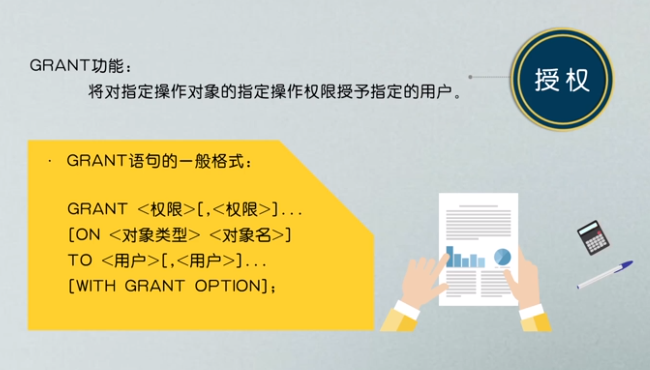 授权
GRANT功能：
将对指定操作对象的指定操作权限授予指定的用户。
· GRANT语句的一般格式：
GRANT <权限>[,<权限>]...
[ON <对象类型> <对象名>]
TO <用户>[,<用户>]...
[WITH GRANT OPTION];